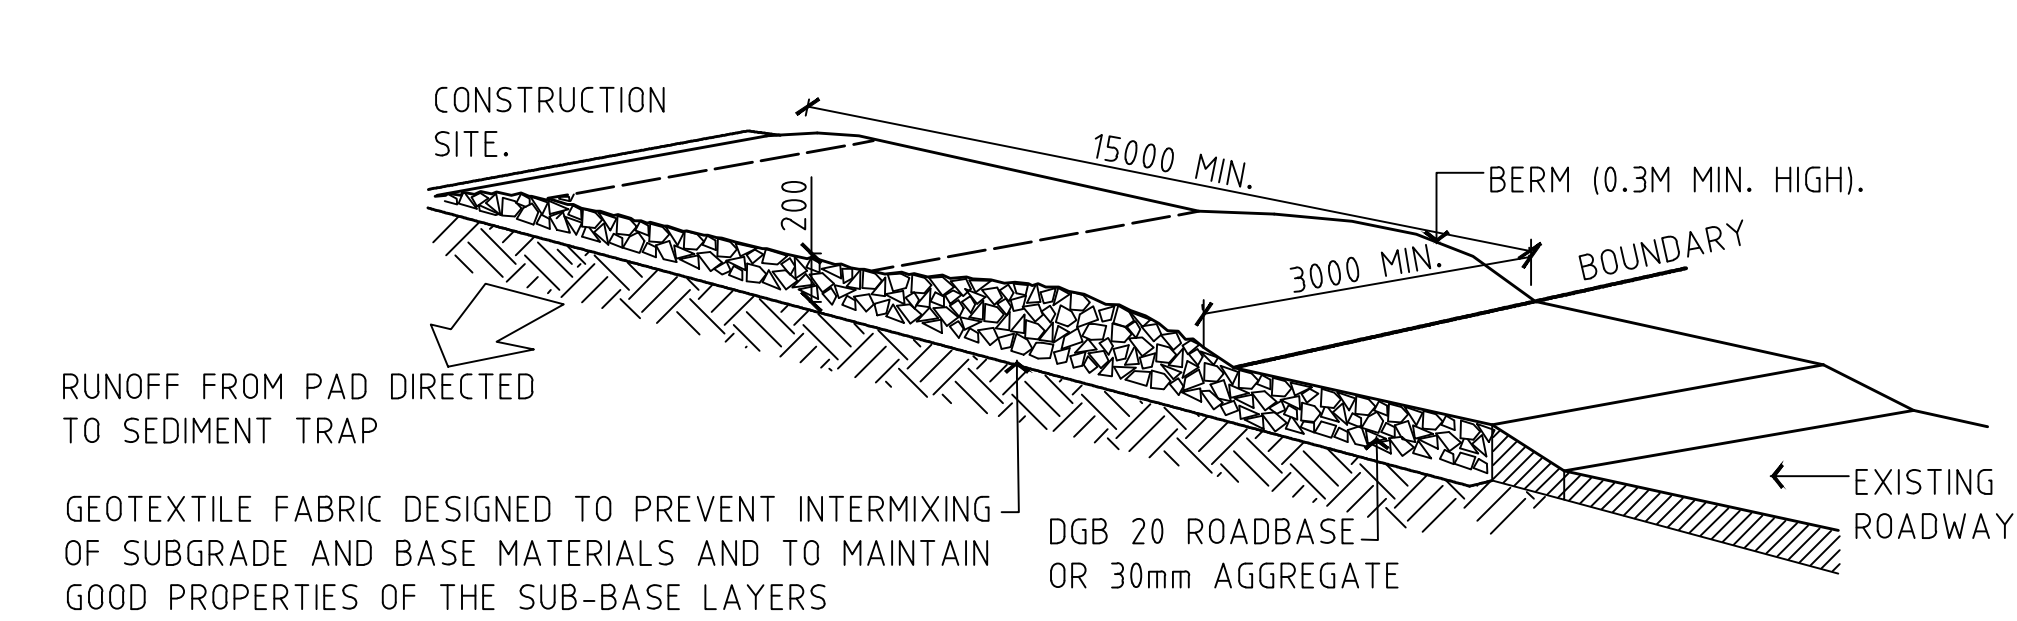 CONSTRUCTION
SITE.
15000 MIN.
BERM (0.3M MIN. HIGH).
200
BOUNDARY
3000 MIN.
RUNOFF FROM PAD DIRECTED
TO SEDIMENT TRAP
GEOTEXTILE FABRIC DESIGNED TO PREVENT INTERMIXING
OF SUBGRADE AND BASE MATERIALS AND TO MAINTAIN
GOOD PROPERTIES OF THE SUB-BASE LAYERS
DGB 20 ROADBASE
OR 30mm AGGREGATE
EXISTING
ROADWAY